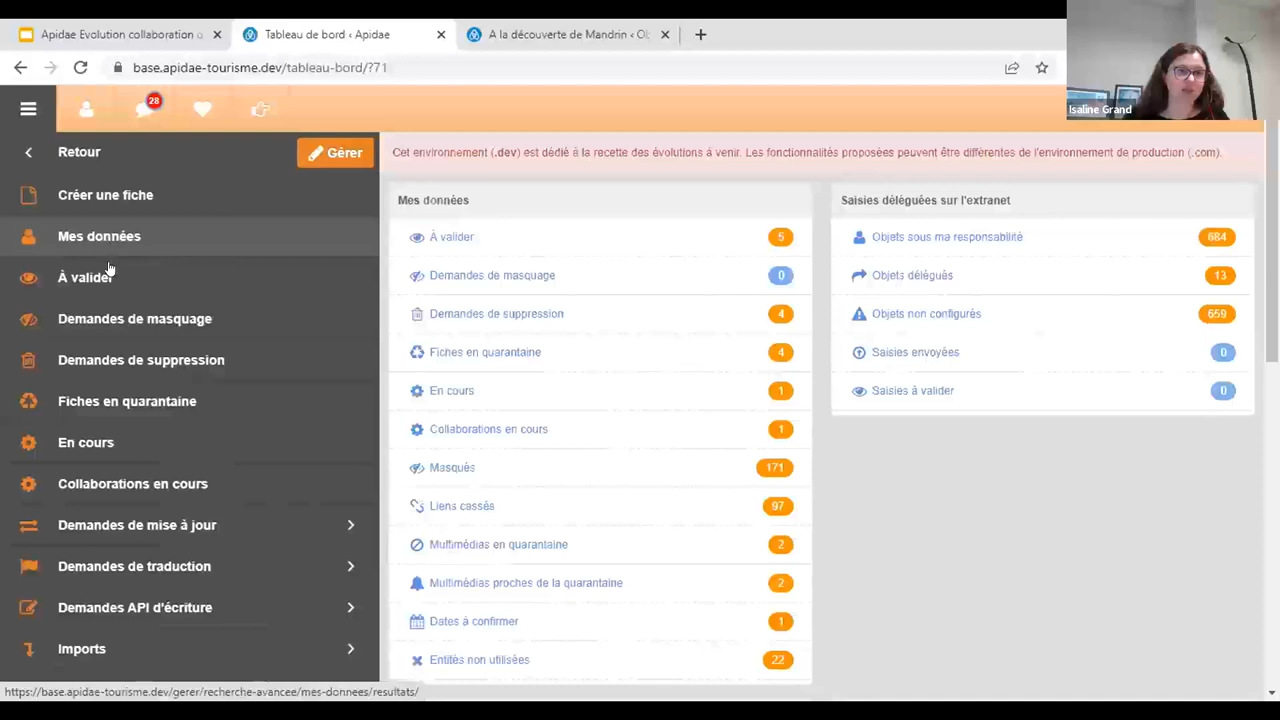 Apidae Evolution collaboration
Tableau de bord ‹ Apidae
A la découverte de Mandrin ‹ O
base.apidae-tourisme.dev/tableau-bord/?71
Isaline Grand
28
Retour
Gérer
Cet environnement (.dev) est dédié à la recette des évolutions à venir. Les fonctionnalités proposées peuvent être différentes de l'environnement de production (.com).
Créer une fiche
Mes données
À valider
Demandes de masquage
Demandes de suppression
Fiches en quarantaine
En cours
Collaborations en cours
Demandes de mise à jour
Demandes de traduction
Demandes API d'écriture
Imports
Mes données
À valider 5
Demandes de masquage 0
Demandes de suppression 4
Fiches en quarantaine 4
En cours 1
Collaborations en cours 1
Masqués 171
Liens cassés 97
Multimédias en quarantaine 2
Multimédias proches de la quarantaine 2
Dates à confirmer 1
Entités non utilisées 22
Saisies déléguées sur l'extranet
Objets sous ma responsabilité 684
Objets délégués 13
Objets non configurés 659
Saisies envoyées 0
Saisies à valider 0
https://base.apidae-tourisme.dev/gerer/recherche-avancee/mes-donnees/resultats/